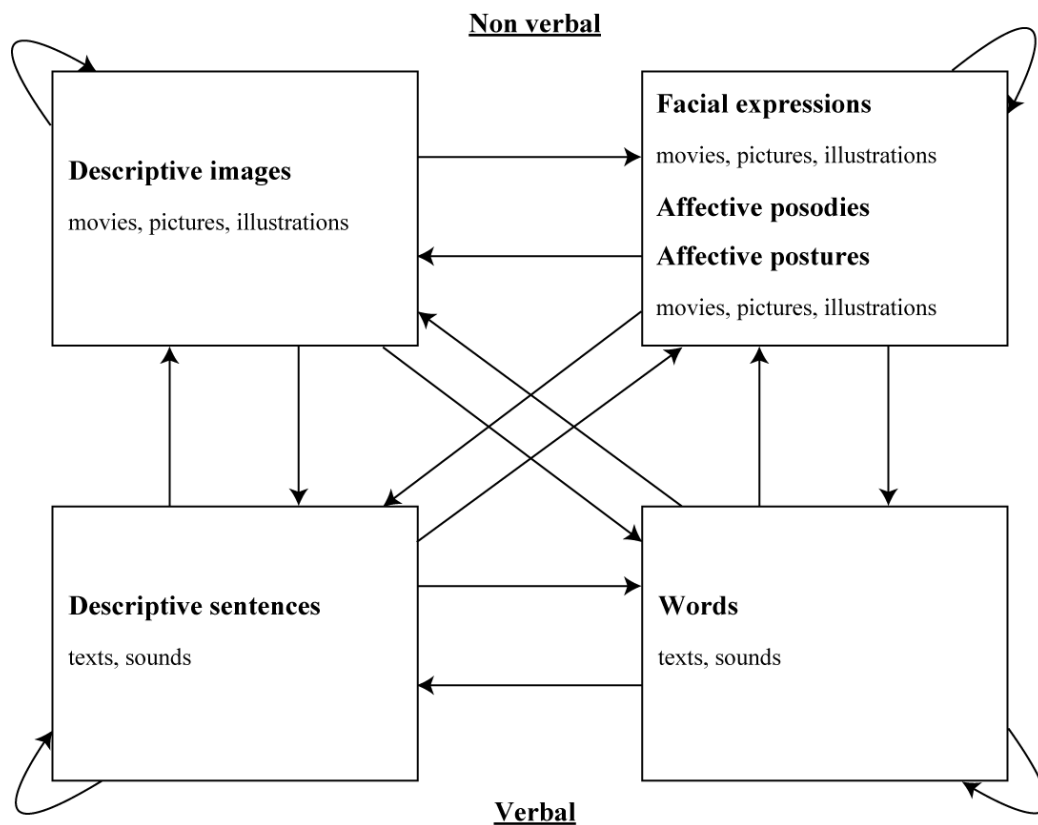 Non verbal
Descriptive images
movies, pictures, illustrations
Facial expressions
movies, pictures, illustrations
Affective posodies
Affective postures
movies, pictures, illustrations
Descriptive sentences
texts, sounds
Words
texts, sounds
Verbal